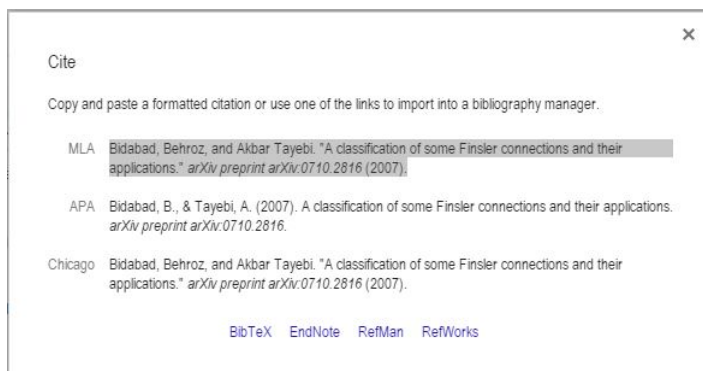 ×
Cite
Copy and paste a formatted citation or use one of the links to import into a bibliography manager.
MLA Bidabad, Behroz, and Akbar Tayebi. "A classification of some Finsler connections and their
applications." arXiv preprint arXiv:0710.2816 (2007).
APA Bidabad, B., & Tayebi, A. (2007). A classification of some Finsler connections and their applications.
arXiv preprint arXiv:0710.2816.
Chicago Bidabad, Behroz, and Akbar Tayebi. "A classification of some Finsler connections and their
applications." arXiv preprint arXiv:0710.2816 (2007).
BibTeX EndNote RefMan RefWorks